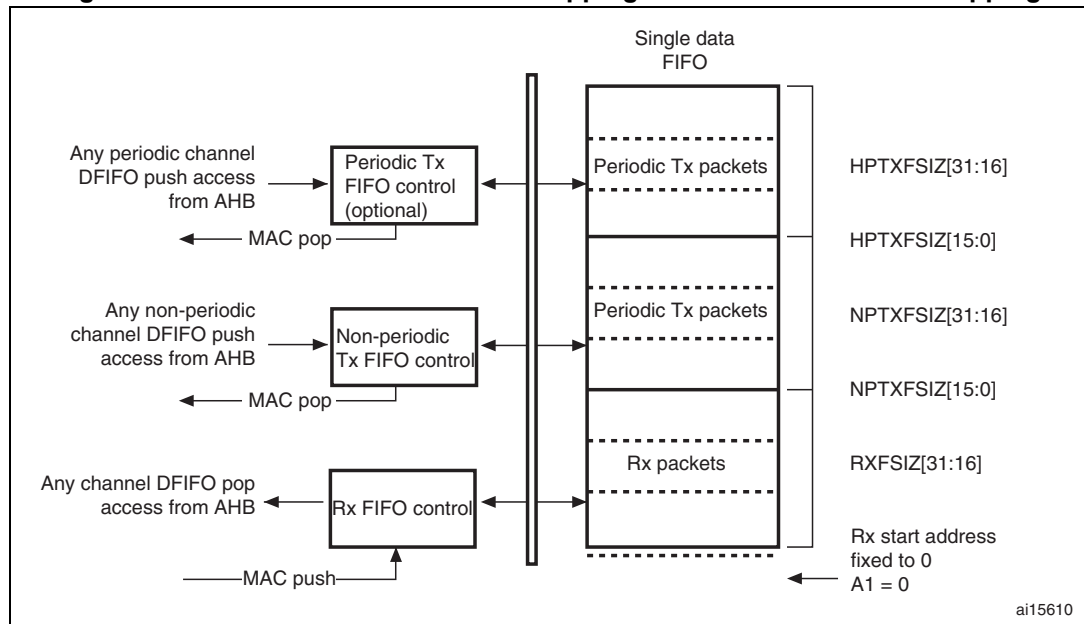 Single data
FIFO
Any periodic channel
DFIFO push access
from AHB
Periodic Tx
FIFO control
(optional)
MAC pop
Periodic Tx packets
HPTXFSIZ[31:16]
HPTXFSIZ[15:0]
Any non-periodic
channel DFIFO push
access from AHB
Non-periodic
Tx FIFO control
MAC pop
Periodic Tx packets
NPTXFSIZ[31:16]
NPTXFSIZ[15:0]
Any channel DFIFO pop
access from AHB
Rx FIFO control
MAC push
Rx packets
RXFSIZ[31:16]
Rx start address
fixed to 0
A1 = 0
ai15610